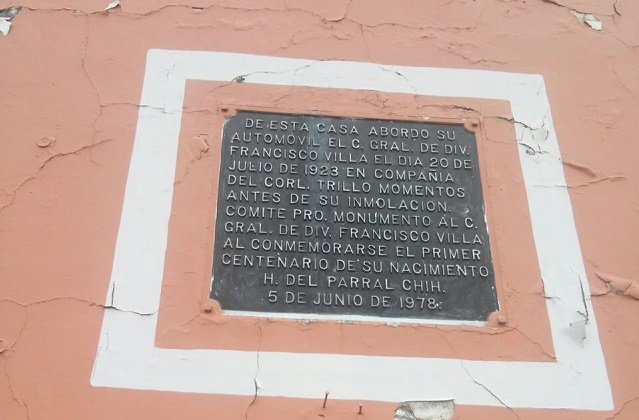 DE ESTA CASA ABORDO SU
AUTOMOVIL EL C. GRAL. DE DIV.
FRANCISCO VILLA EL DIA 20 DE
JULIO DE 1923 EN COMPAÑIA
DEL CORL. TRILLO MOMENTOS
ANTES DE SU INMOLACION.
COMITE PRO. MONUMENTO AL C.
GRAL. DE DIV. FRANCISCO VILLA
AL CONMEMORARSE EL PRIMER
CENTENARIO DE SU NACIMIENTO
H. DEL PARRAL CHIH.
5 DE JUNIO DE 1978.